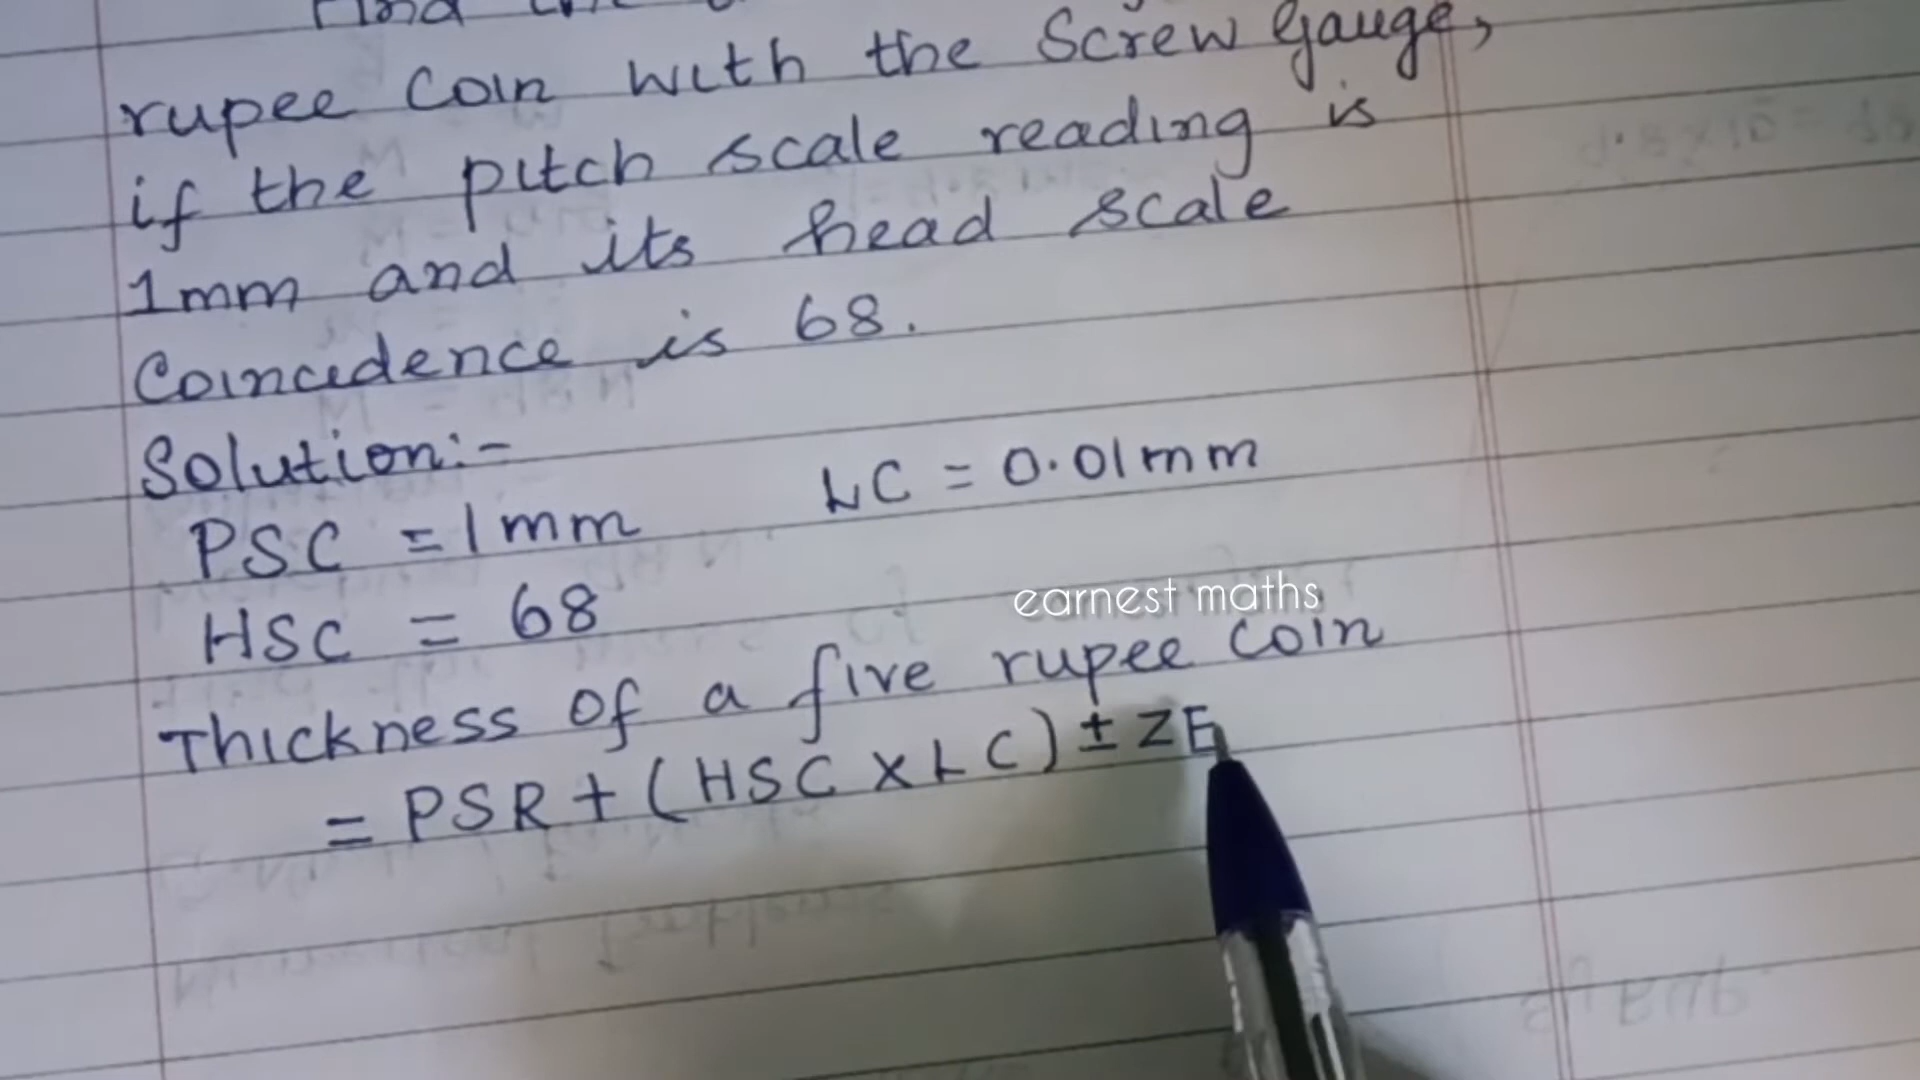 Find the
rupee coin with the Screw gauge,
if the pitch scale reading is
1mm and its head scale
Coincidence is 68.
Solution:-
PSC = 1mm LC = 0.01mm
HSC = 68
earnest maths
Thickness of a five rupee coin
= PSR + (HSC X LC) ± ZE